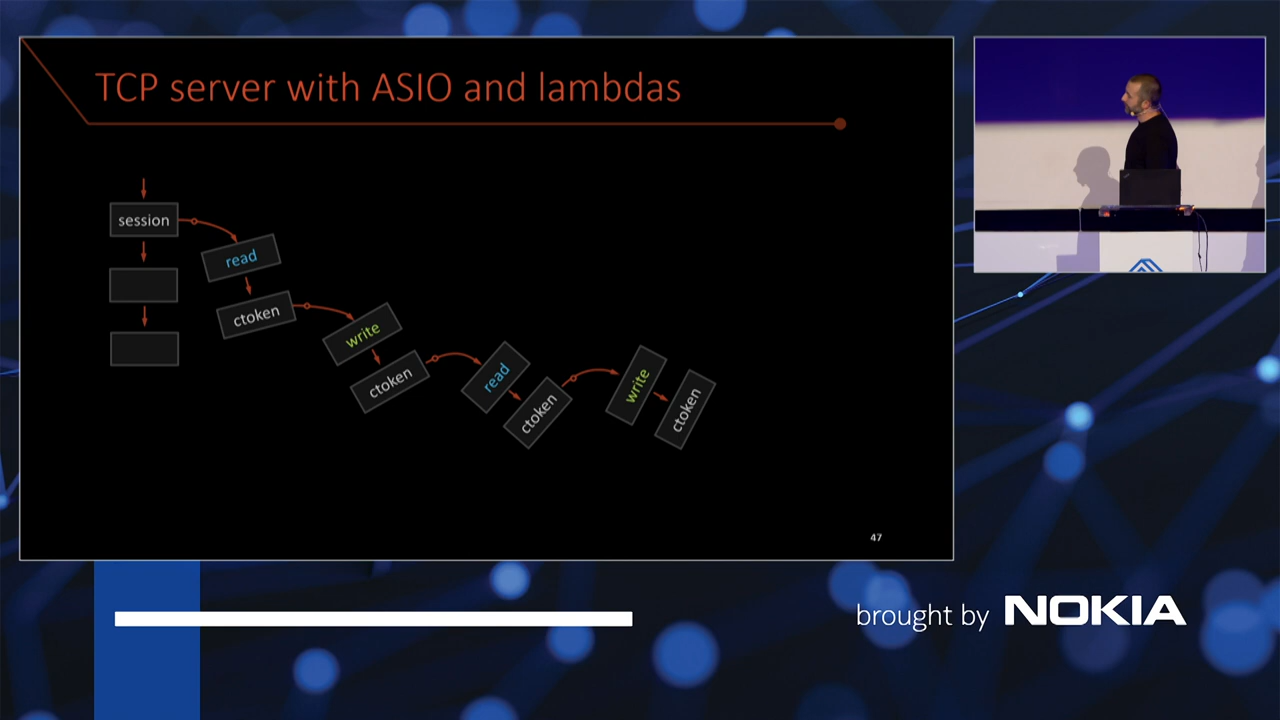 TCP server with ASIO and lambdas
session
read
ctoken
write
ctoken
read
ctoken
write
ctoken
47
brought by NOKIA